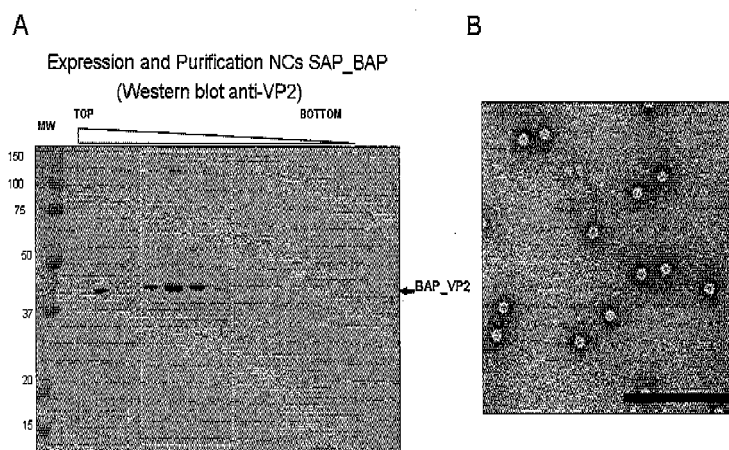 A
B
Expression and Purification NCs SAP_BAP
(Western blot anti-VP2)
TOP
BOTTOM
MW
150
100
75
50
BAP_VP2
37
20
15